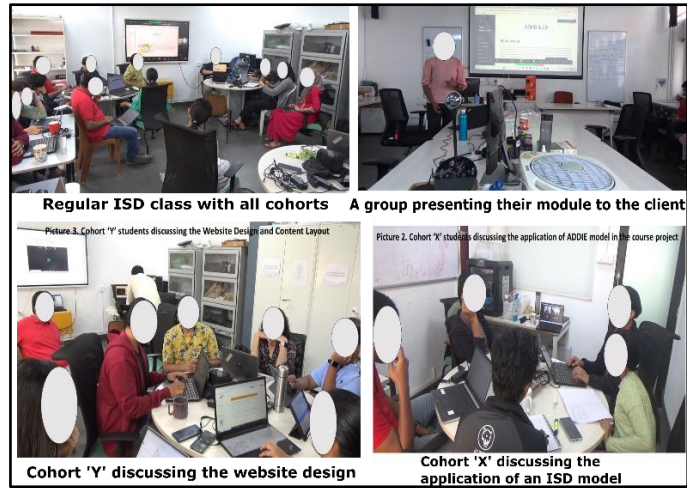 ADDIE & LD
Regular ISD class with all cohorts
A group presenting their module to the client
Picture 3. Cohort 'Y' students discussing the Website Design and Content Layout
Picture 2. Cohort 'X' students discussing the application of ADDIE model in the course project
Cohort 'Y' discussing the website design
Cohort 'X' discussing the
application of an ISD model